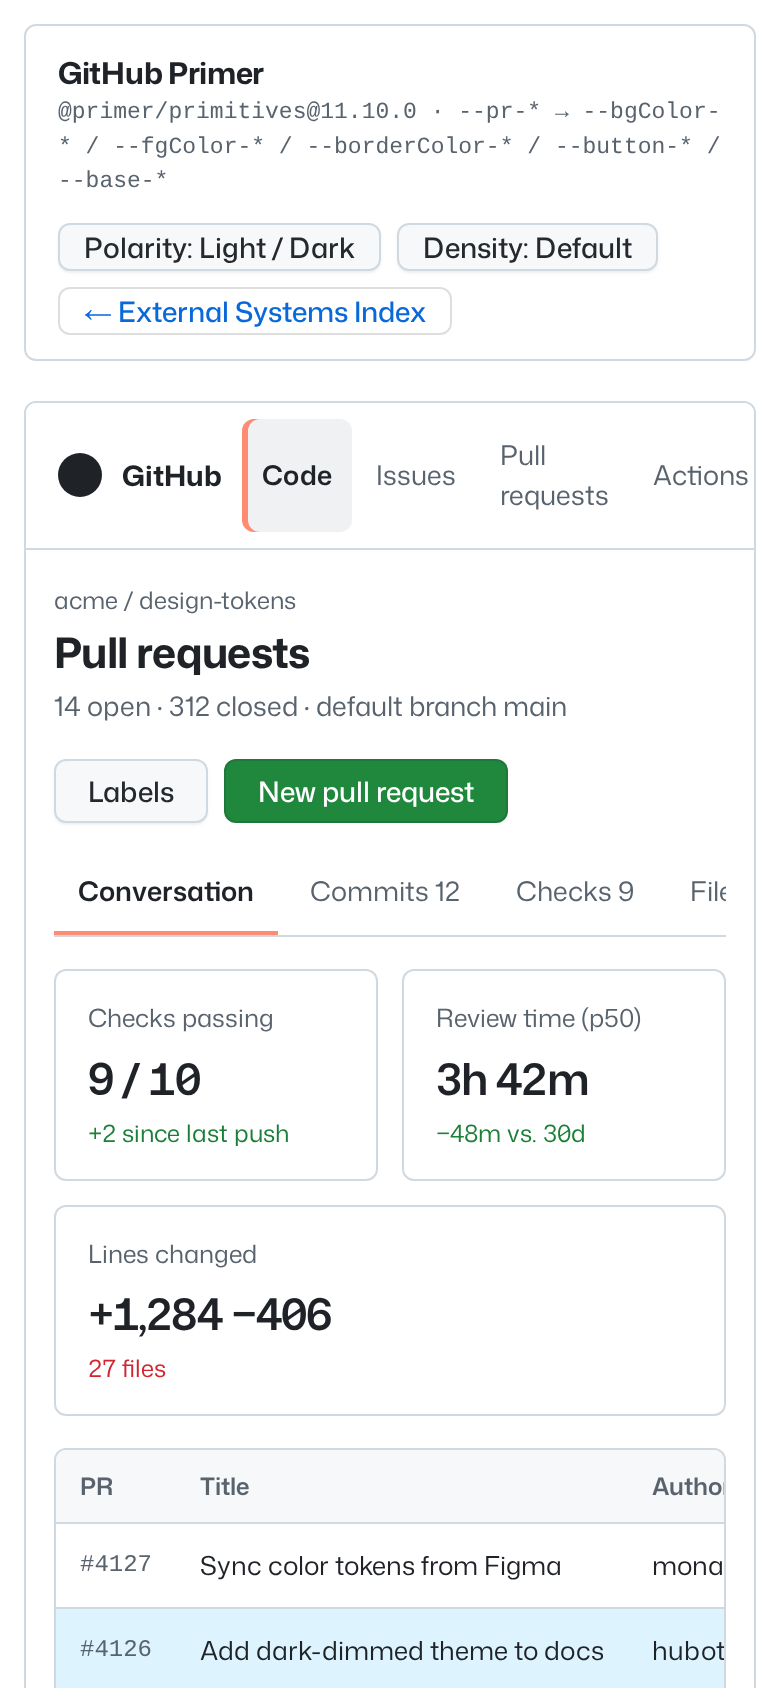 GitHub Primer
@primer/primitives@11.10.0 · --pr-* → --bgColor-
* / --fgColor-* / --borderColor-* / --button-* /
--base-*
Polarity: Light / Dark
Density: Default
← External Systems Index
GitHub
Code
Issues
Pull
requests
Actions
acme / design-tokens
Pull requests
14 open · 312 closed · default branch main
Labels
New pull request
Conversation
Commits 12
Checks 9
File
Checks passing
9 / 10
+2 since last push
Review time (p50)
3h 42m
−48m vs. 30d
Lines changed
+1,284 −406
27 files
PR
Title
Author
#4127
Sync color tokens from Figma
mona
#4126
Add dark-dimmed theme to docs
hubot